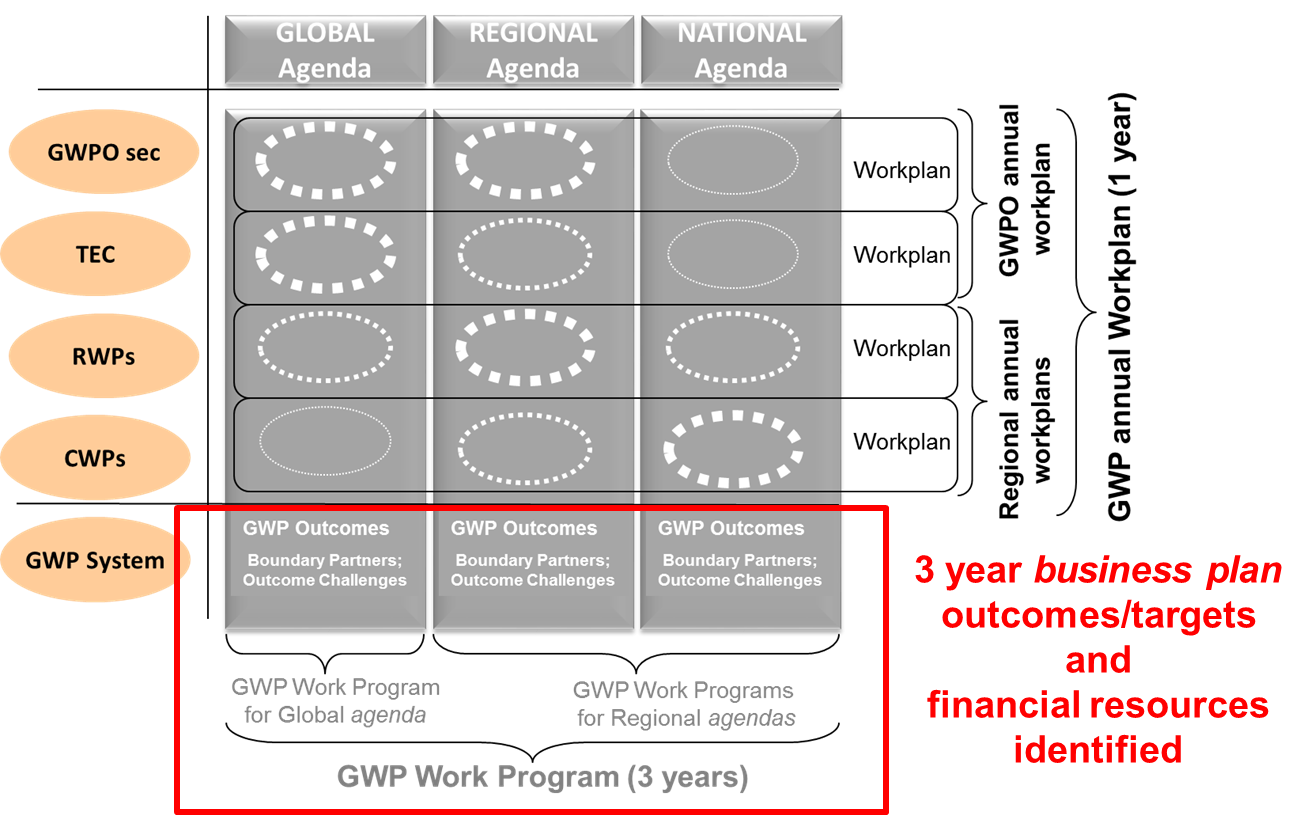 GLOBAL
Agenda
REGIONAL
Agenda
NATIONAL
Agenda
GWPO sec
Workplan
TEC
Workplan
RWPs
Workplan
CWPs
Workplan
GWPO annual
workplan
Regional annual
workplans
GWP annual Workplan (1 year)
GWP System
GWP Outcomes
Boundary Partners;
Outcome Challenges
GWP Outcomes
Boundary Partners;
Outcome Challenges
GWP Outcomes
Boundary Partners;
Outcome Challenges
GWP Work Program
for Global agenda
GWP Work Programs
for Regional agendas
GWP Work Program (3 years)
3 year business plan
outcomes/targets
and
financial resources
identified